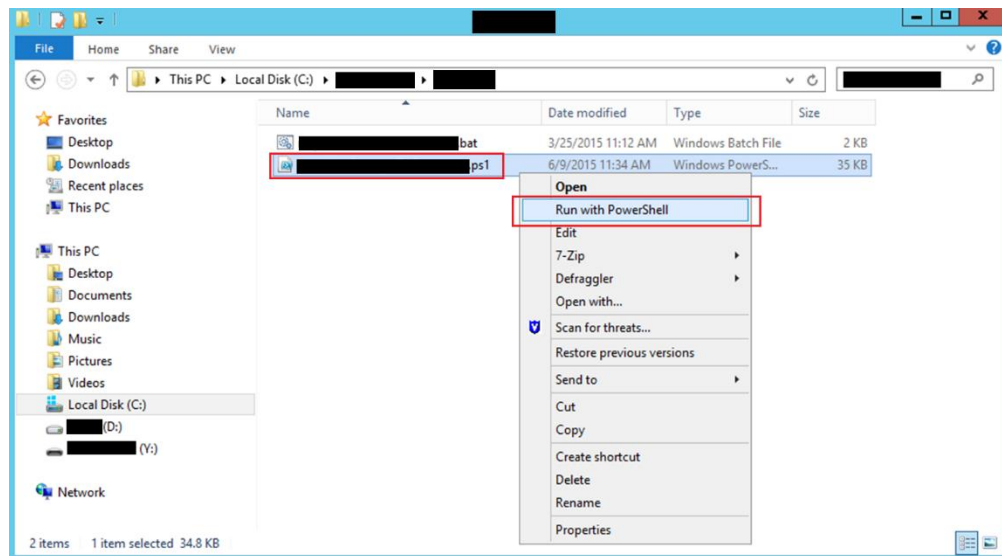 File Home Share View
This PC Local Disk (C:)
Name Date modified Type Size
bat 3/25/2015 11:12 AM Windows Batch File 2 KB
.ps1 6/9/2015 11:34 AM Windows PowerS... 35 KB
Favorites
Desktop
Downloads
Recent places
This PC
This PC
Desktop
Documents
Downloads
Music
Pictures
Videos
Local Disk (C:)
(D:)
(Y:)
Network
Open
Run with PowerShell
Edit
7-Zip
Defraggler
Open with...
Scan for threats...
Restore previous versions
Send to
Cut
Copy
Create shortcut
Delete
Rename
Properties
2 items 1 item selected 34.8 KB